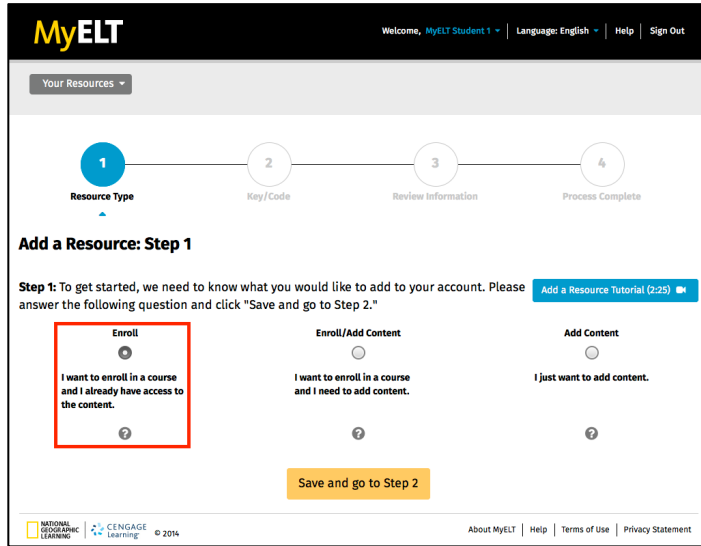 MyELT
Welcome, MyELT Student 1 Language: English Help Sign Out
Your Resources
1 2 3 4
Resource Type Key/Code Review Information Process Complete
Add a Resource: Step 1
Step 1: To get started, we need to know what you would like to add to your account. Please
answer the following question and click "Save and go to Step 2."
Add a Resource Tutorial (2:25)
Enroll
I want to enroll in a course
and I already have access to
the content.
?
Enroll/Add Content
I want to enroll in a course
and I need to add content.
?
Add Content
I just want to add content.
?
Save and go to Step 2
NATIONAL
GEOGRAPHIC
LEARNING
CENGAGE
Learning
© 2014
About MyELT Help Terms of Use Privacy Statement